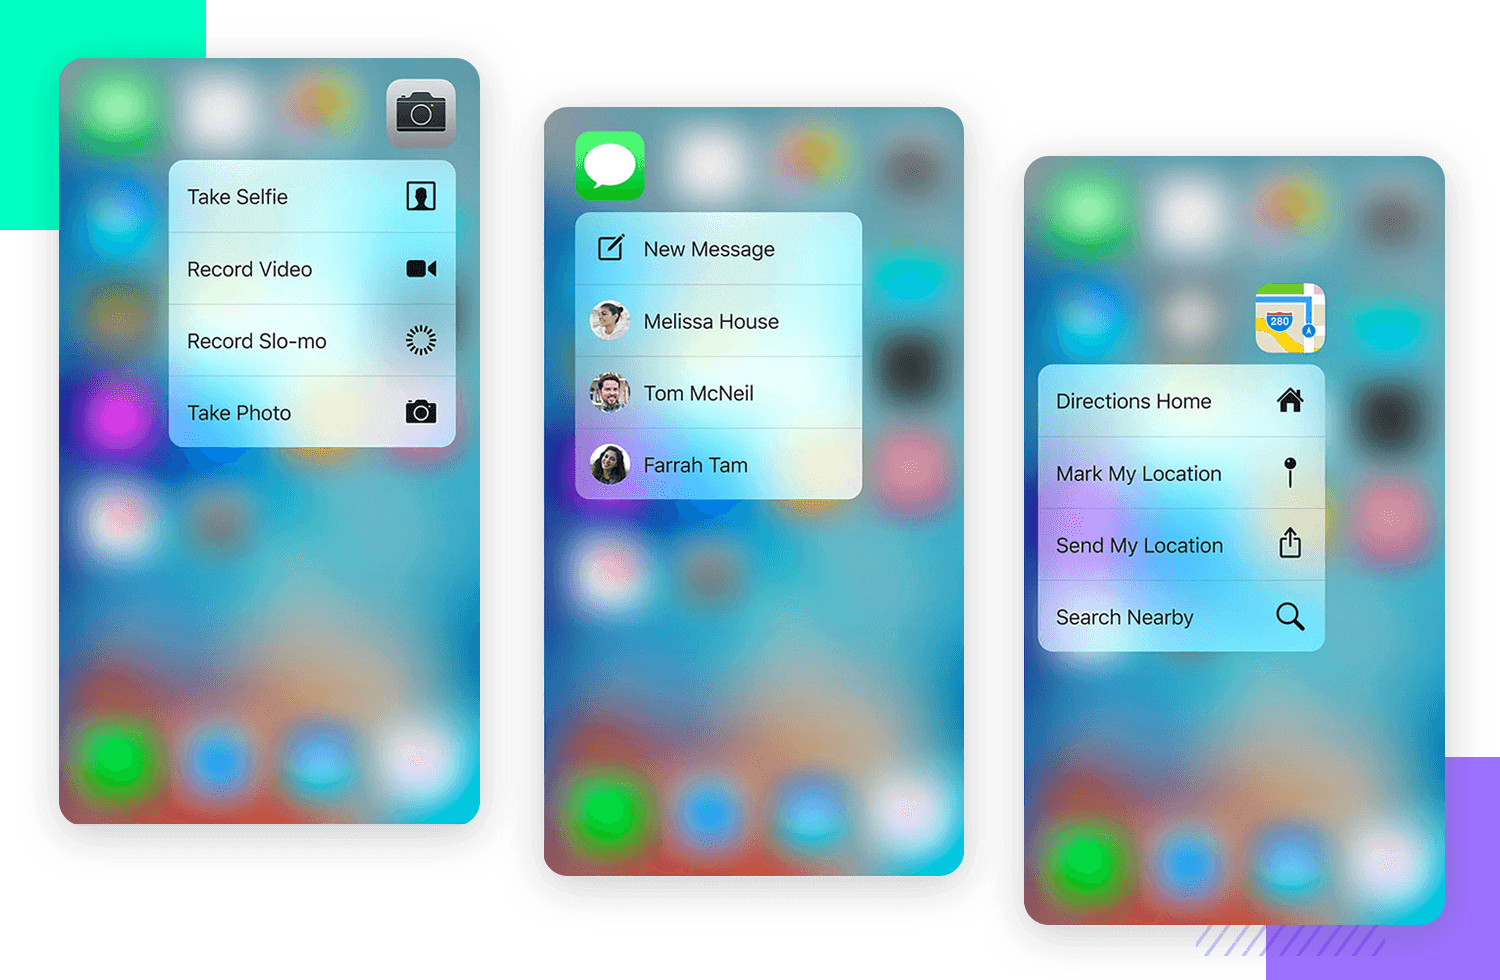 Take Selfie
Record Video
Record Slo-mo
Take Photo
New Message
Melissa House
Tom McNeil
Farrah Tam
280
A
Directions Home
Mark My Location
Send My Location
Search Nearby